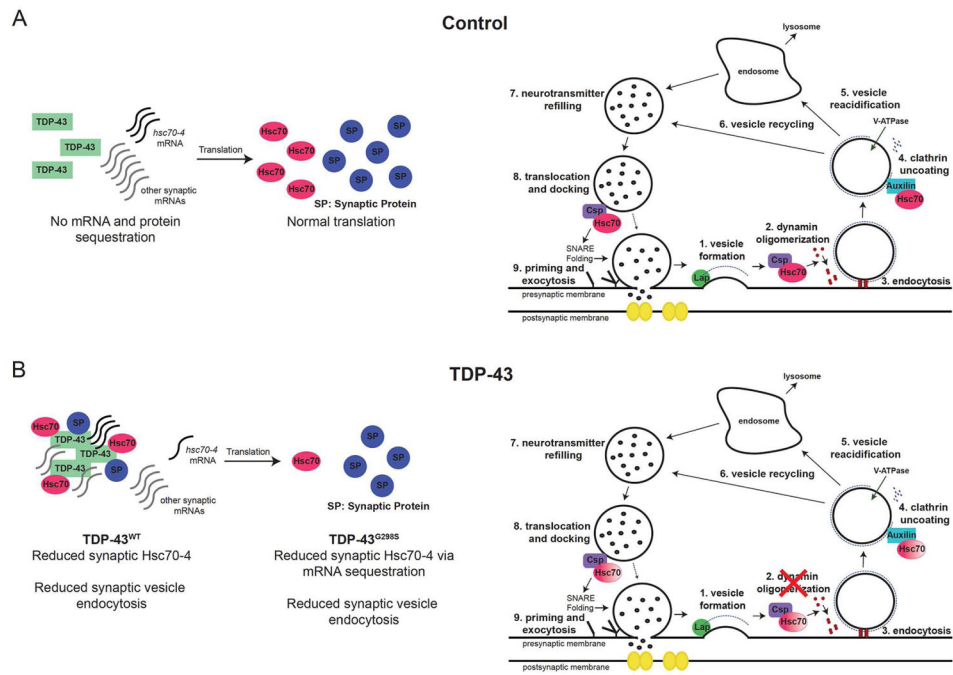 A
TDP-43
TDP-43
TDP-43
hsc70-4
mRNA
other synaptic
mRNAs
Translation
Hsc70
Hsc70
Hsc70
Hsc70
Hsc70
SP
SP
SP
SP
SP
SP
SP
SP: Synaptic Protein
No mRNA and protein
sequestration
Normal translation
Control
lysosome
endosome
7. neurotransmitter
refilling
5. vesicle
reacidification
V-ATPase
6. vesicle recycling
4. clathrin
uncoating
Auxilin
Hsc70
8. translocation
and docking
Csp
Hsc70
SNARE
Folding
9. priming and
exocytosis
1. vesicle
formation
Lap
2. dynamin
oligomerization
Csp
Hsc70
3. endocytosis
presynaptic membrane
postsynaptic membrane
B
Hsc70
SP
TDP-43
Hsc70
TDP-43
TDP-43
SP
Hsc70
hsc70-4
mRNA
other synaptic
mRNAs
Translation
Hsc70
SP
SP
SP
SP
SP: Synaptic Protein
TDP-43WT
Reduced synaptic Hsc70-4
Reduced synaptic vesicle
endocytosis
TDP-43G298S
Reduced synaptic Hsc70-4 via
mRNA sequestration
Reduced synaptic vesicle
endocytosis
TDP-43
lysosome
endosome
7. neurotransmitter
refilling
5. vesicle
reacidification
V-ATPase
6. vesicle recycling
4. clathrin
uncoating
Auxilin
Hsc70
8. translocation
and docking
Csp
Hsc70
SNARE
Folding
9. priming and
exocytosis
1. vesicle
formation
Lap
2. dynamin
oligomerization
Csp
Hsc70
3. endocytosis
presynaptic membrane
postsynaptic membrane